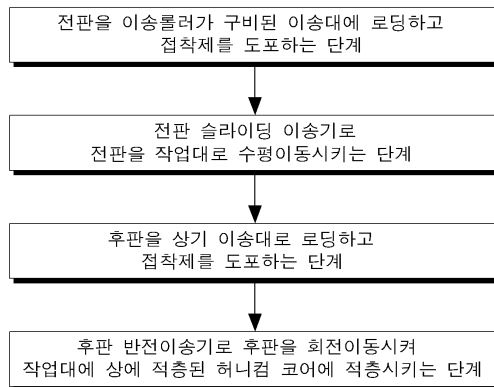 전판을 이송롤러가 구비된 이송대에 로딩하고
접착제를 도포하는 단계
전판 슬라이딩 이송기로
전판을 작업대로 수평이동시키는 단계
후판을 상기 이송대로 로딩하고
접착제를 도포하는 단계
후판 반전이송기로 후판을 회전이동시켜
작업대에 상에 적층된 허니컴 코어에 적층시키는 단계